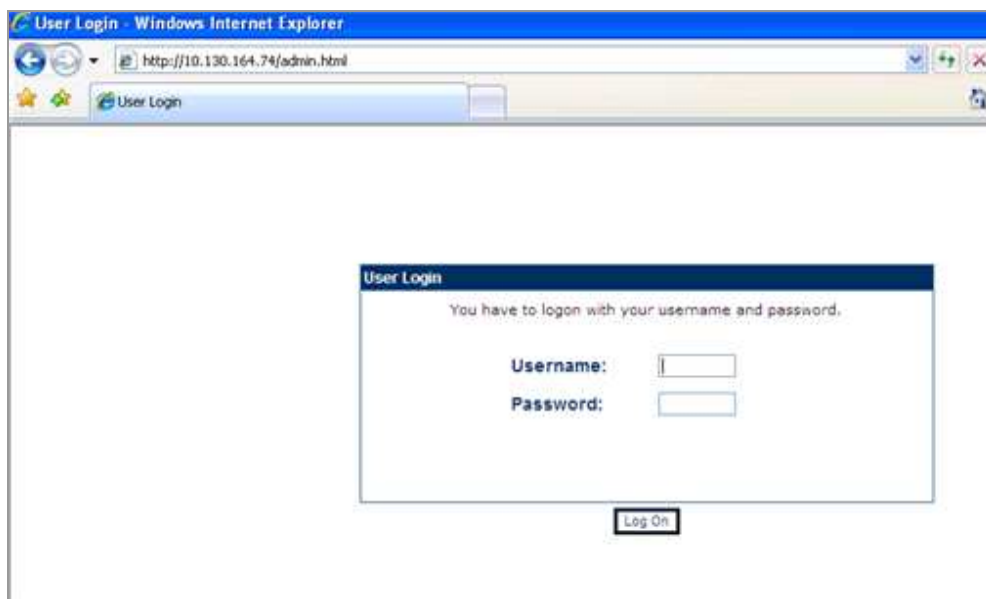 User Login - Windows Internet Explorer
http://10.130.164.74/admin.html
User Login
User Login
You have to logon with your username and password.
Username:
Password:
Log On